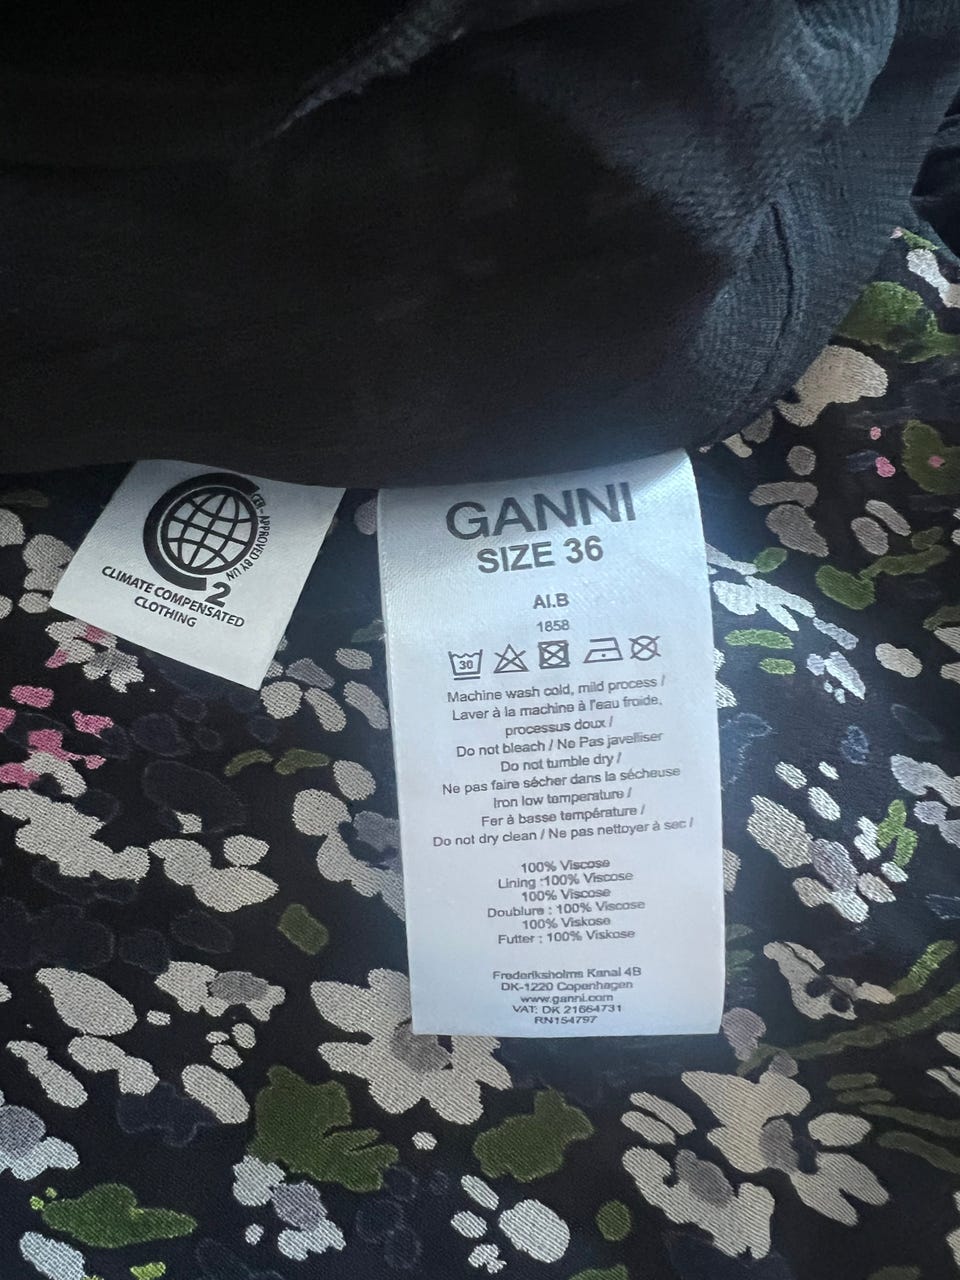 CO2
CER - APPROVED BY UN
CLIMATE COMPENSATED
CLOTHING
GANNI
SIZE 36
AI.B
1858
30
Machine wash cold, mild process /
Laver à la machine à l'eau froide,
processus doux /
Do not bleach / Ne Pas javelliser
Do not tumble dry /
Ne pas faire sécher dans la sécheuse
Iron low temperature /
Fer à basse température /
Do not dry clean / Ne pas nettoyer à sec /
100% Viscose
Lining :100% Viscose
100% Viscose
Doublure : 100% Viscose
100% Viskose
Futter : 100% Viskose
Frederiksholms Kanal 4B
DK-1220 Copenhagen
www.ganni.com
VAT: DK 21664731
RN154797